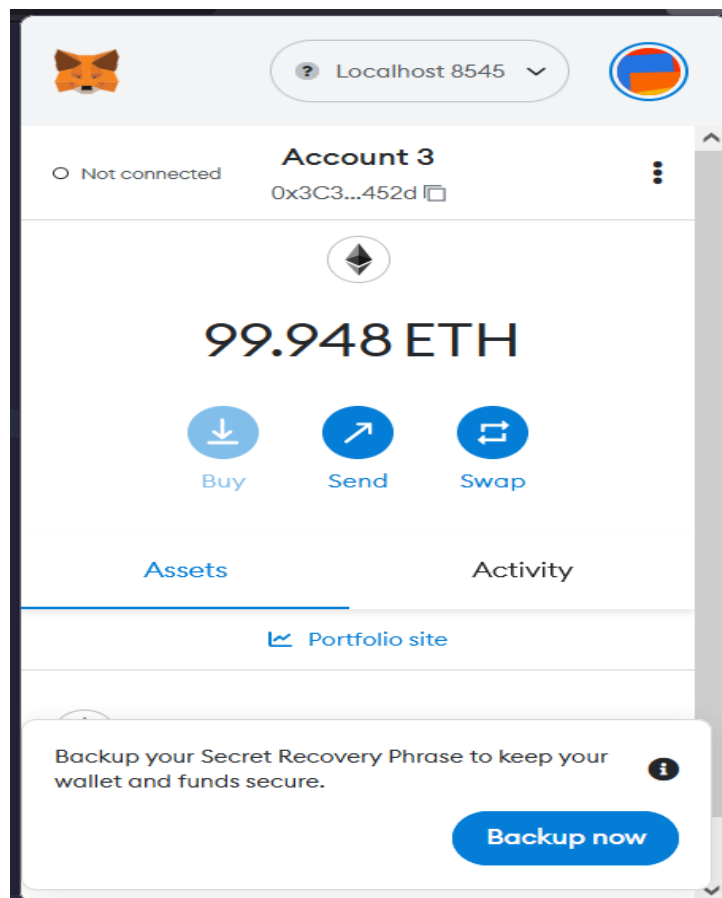 ? Localhost 8545
Not connected
Account 3
0x3C3...452d
99.948 ETH
Buy
Send
Swap
Assets
Activity
Portfolio site
Backup your Secret Recovery Phrase to keep your
wallet and funds secure.
Backup now